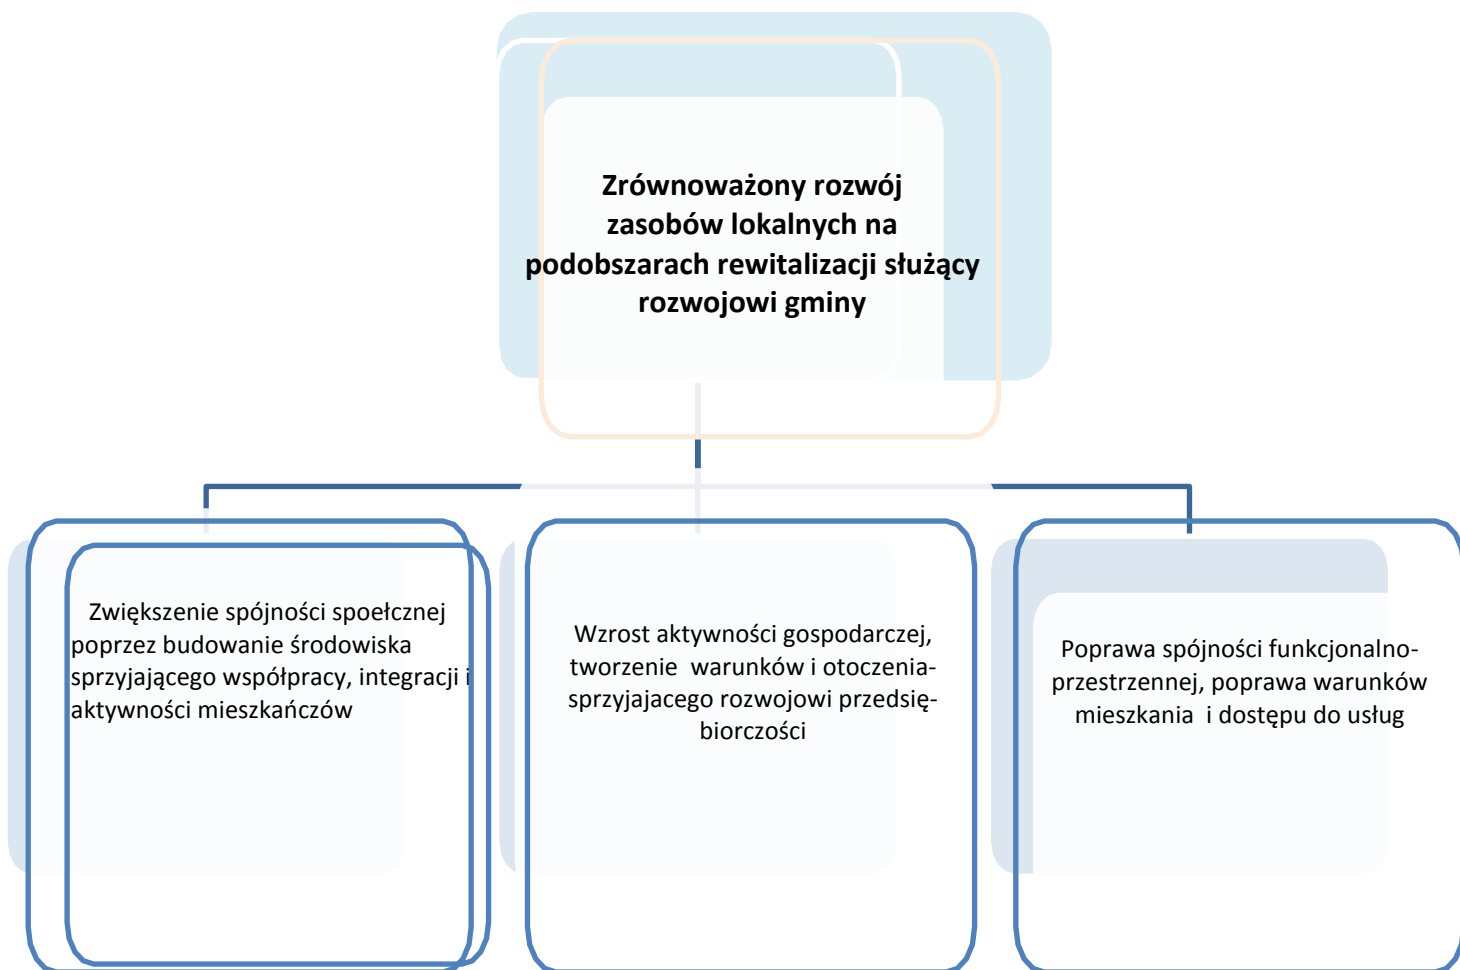 Zrównoważony rozwój
zasobów lokalnych na
podobszarach rewitalizacji służący
rozwojowi gminy
Zwiększenie spójności spoełcznej
poprzez budowanie środowiska
sprzyjającego współpracy, integracji i
aktywności mieszkańczów
Wzrost aktywności gospodarczej,
tworzenie warunków i otoczenia-
sprzyjajacego rozwojowi przedsię-
biorczości
Poprawa spójności funkcjonalno-
przestrzennej, poprawa warunków
mieszkania i dostępu do usług